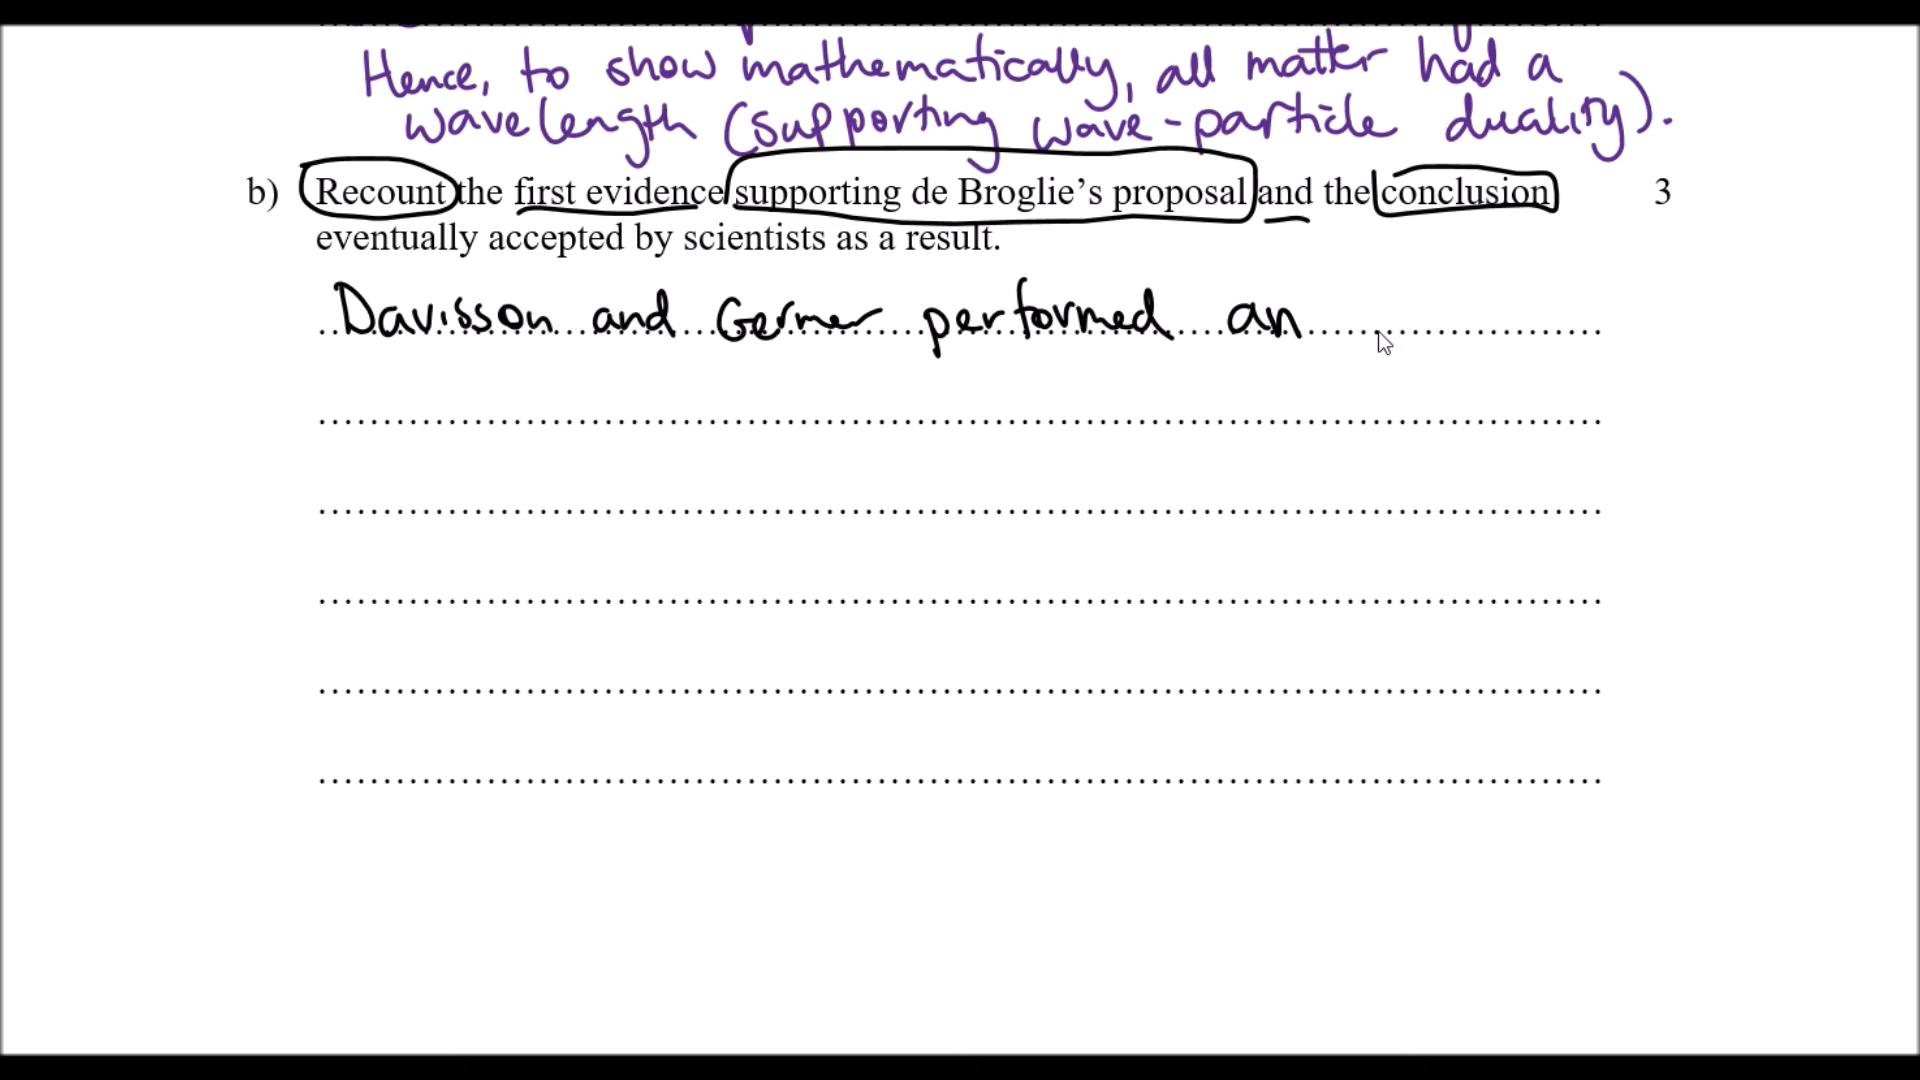 Hence, to show mathematically, all matter had a
wavelength (supporting wave-particle duality).
b) Recount the first evidence supporting de Broglie's proposal and the conclusion 3
eventually accepted by scientists as a result.
Davisson and Germer performed an